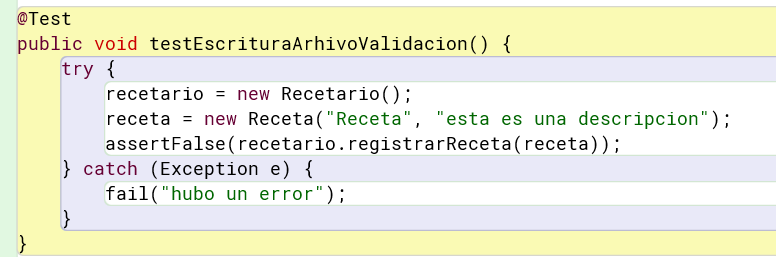 @Test
public void testEscrituraArhivoValidacion() {
try {
recetario = new Recetario();
receta = new Receta("Receta", "esta es una descripcion");
assertFalse(recetario.registrarReceta(receta));
} catch (Exception e) {
fail("hubo un error");
}
}